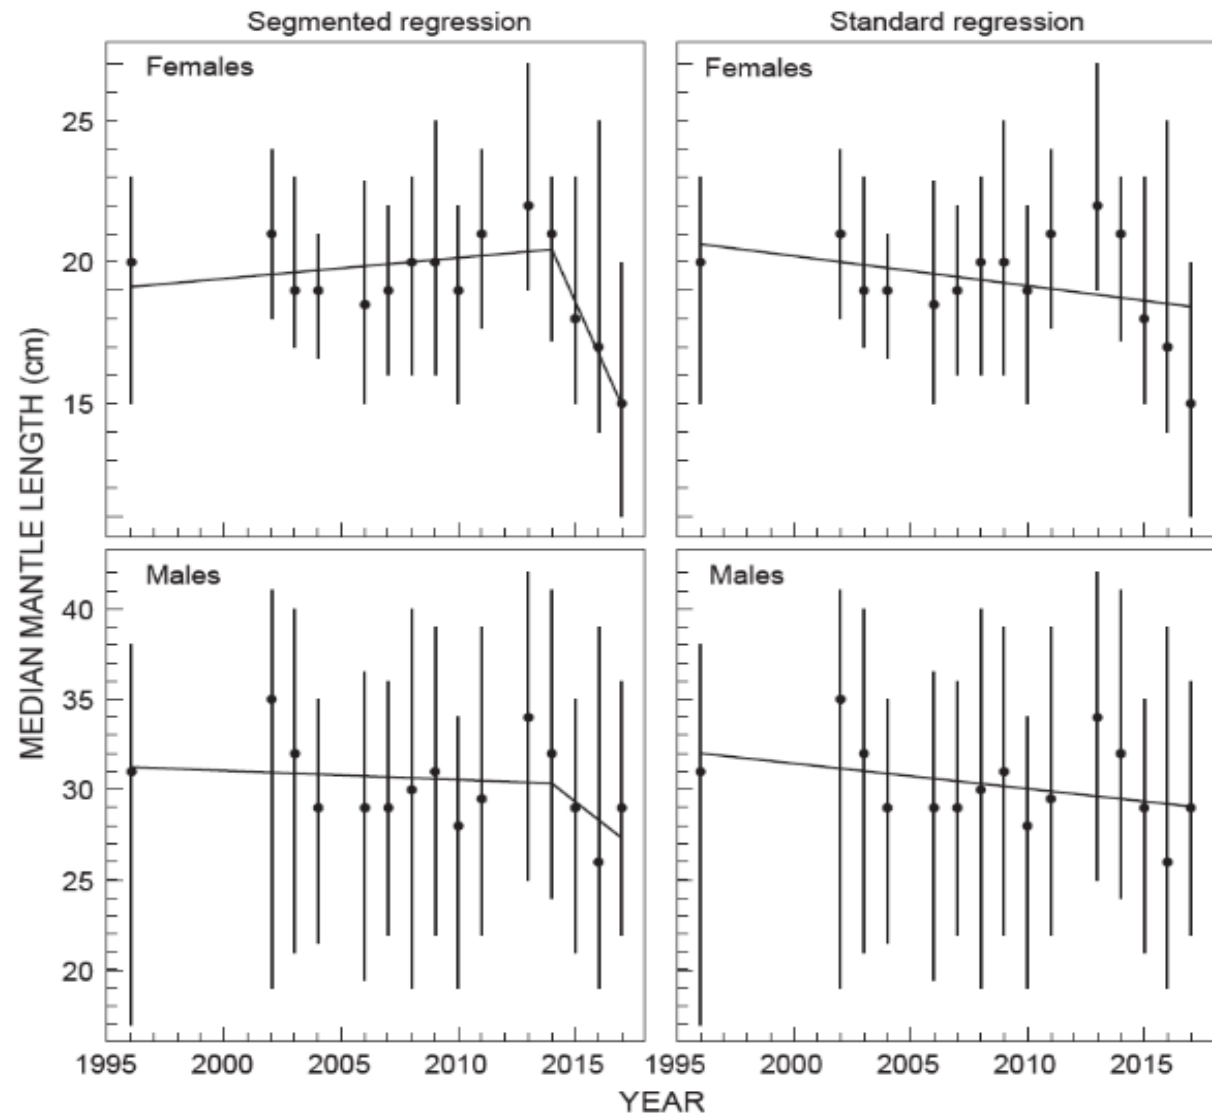 Segmented regression
Standard regression
Females
Females
25
20
15
MEDIAN MANTLE LENGTH (cm)
Males
Males
40
35
30
25
20
1995 2000 2005 2010 2015 1995 2000 2005 2010 2015
YEAR